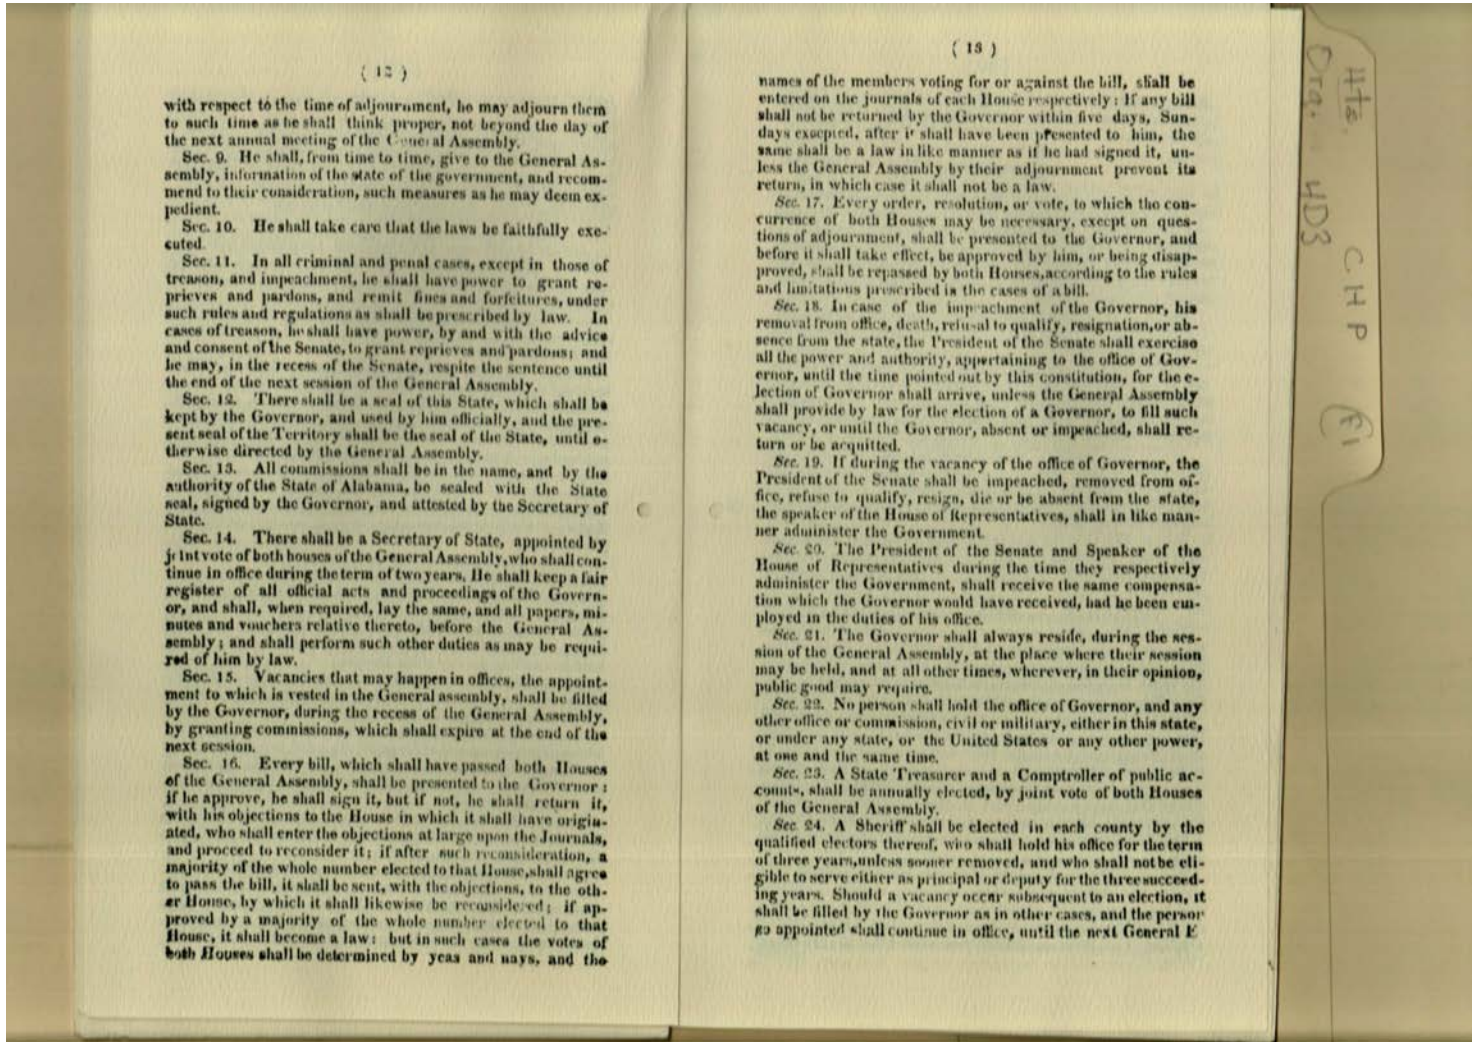 ( 12 )
with respect to the time of adjournment, he may adjourn them
to such time as he shall think proper, not beyond the day of
the next annual meeting of the General Assembly.
Sec. 9. He shall, from time to time, give to the General As-
sembly, information of the state of the government, and recom-
mend to their consideration, such measures as he may deem ex-
pedient.
Sec. 10. He shall take care that the laws be faithfully exe-
cuted.
Sec. 11. In all criminal and penal cases, except in those of
treason, and impeachment, he shall have power to grant re-
prieves and pardons, and remit fines and forfeitures, under
such rules and regulations as shall be prescribed by law. In
cases of treason, he shall have power, by and with the advice
and consent of the Senate, to grant reprieves and pardons; and
he may, in the recess of the Senate, respite the sentence until
the end of the next session of the General Assembly.
Sec. 12. There shall be a seal of this State, which shall be
kept by the Governor, and used by him officially, and the pre-
sent seal of the Territory shall be the seal of the State, until o-
therwise directed by the General Assembly.
Sec. 13. All commissions shall be in the name, and by the
authority of the State of Alabama, be sealed with the State
seal, signed by the Governor, and attested by the Secretary of
State.
Sec. 14. There shall be a Secretary of State, appointed by
joint vote of both houses of the General Assembly, who shall con-
tinue in office during the term of two years. He shall keep a fair
register of all official acts and proceedings of the Govern-
or, and shall, when required, lay the same, and all papers, mi-
nutes and vouchers relative thereto, before the General As-
sembly; and shall perform such other duties as may be requi-
red of him by law.
Sec. 15. Vacancies that may happen in offices, the appoint-
ment to which is vested in the General assembly, shall be filled
by the Governor, during the recess of the General Assembly,
by granting commissions, which shall expire at the end of the
next session.
Sec. 16. Every bill, which shall have passed both Houses
of the General Assembly, shall be presented to the Governor:
if he approve, he shall sign it, but if not, he shall return it,
with his objections to the House in which it shall have origin-
ated, who shall enter the objections at large upon the Journals,
and proceed to reconsider it; if after such reconsideration, a
majority of the whole number elected to that House, shall agree
to pass the bill, it shall be sent, with the objections, to the oth-
er House, by which it shall likewise be reconsidered; if ap-
proved by a majority of the whole number elected to that
House, it shall become a law: but in such cases the votes of
both Houses shall be determined by yeas and nays, and the
( 13 )
names of the members voting for or against the bill, shall be
entered on the journals of each House respectively: If any bill
shall not be returned by the Governor within five days, Sun-
days excepted, after it shall have been presented to him, the
same shall be a law in like manner as if he had signed it, un-
less the General Assembly by their adjournment prevent its
return, in which case it shall not be a law.
Sec. 17. Every order, resolution, or vote, to which the con-
currence of both Houses may be necessary, except on ques-
tions of adjournment, shall be presented to the Governor, and
before it shall take effect, be approved by him, or being disap-
proved, shall be repassed by both Houses, according to the rules
and limitations prescribed in the cases of a bill.
Sec. 18. In case of the impeachment of the Governor, his
removal from office, death, refusal to qualify, resignation, or ab-
sence from the state, the President of the Senate shall exercise
all the power and authority, appertaining to the office of Gov-
ernor, until the time pointed out by this constitution, for the e-
lection of Governor shall arrive, unless the General Assembly
shall provide by law for the election of a Governor, to fill such
vacancy, or until the Governor, absent or impeached, shall re-
turn or be acquitted.
Sec. 19. If during the vacancy of the office of Governor, the
President of the Senate shall be impeached, removed from of-
fice, refuse to qualify, resign, die or be absent from the state,
the speaker of the House of Representatives, shall in like man-
ner administer the Government.
Sec. 20. The President of the Senate and Speaker of the
House of Representatives during the time they respectively
administer the Government, shall receive the same compensa-
tion which the Governor would have received, had he been em-
ployed in the duties of his office.
Sec. 21. The Governor shall always reside, during the ses-
sion of the General Assembly, at the place where their session
may be held, and at all other times, wherever, in their opinion,
public good may require.
Sec. 22. No person shall hold the office of Governor, and any
other office or commission, civil or military, either in this state,
or under any state, or the United States or any other power,
at one and the same time.
Sec. 23. A State Treasurer and a Comptroller of public ac-
counts, shall be annually elected, by joint vote of both Houses
of the General Assembly.
Sec. 24. A Sheriff shall be elected in each county by the
qualified electors thereof, who shall hold his office for the term
of three years, unless sooner removed, and who shall not be eli-
gible to serve either as principal or deputy for the three succeed-
ing years. Should a vacancy occur subsequent to an election, it
shall be filled by the Governor as in other cases, and the person
so appointed shall continue in office, until the next General E
Hts. CHP (F1
Dra. 4D3